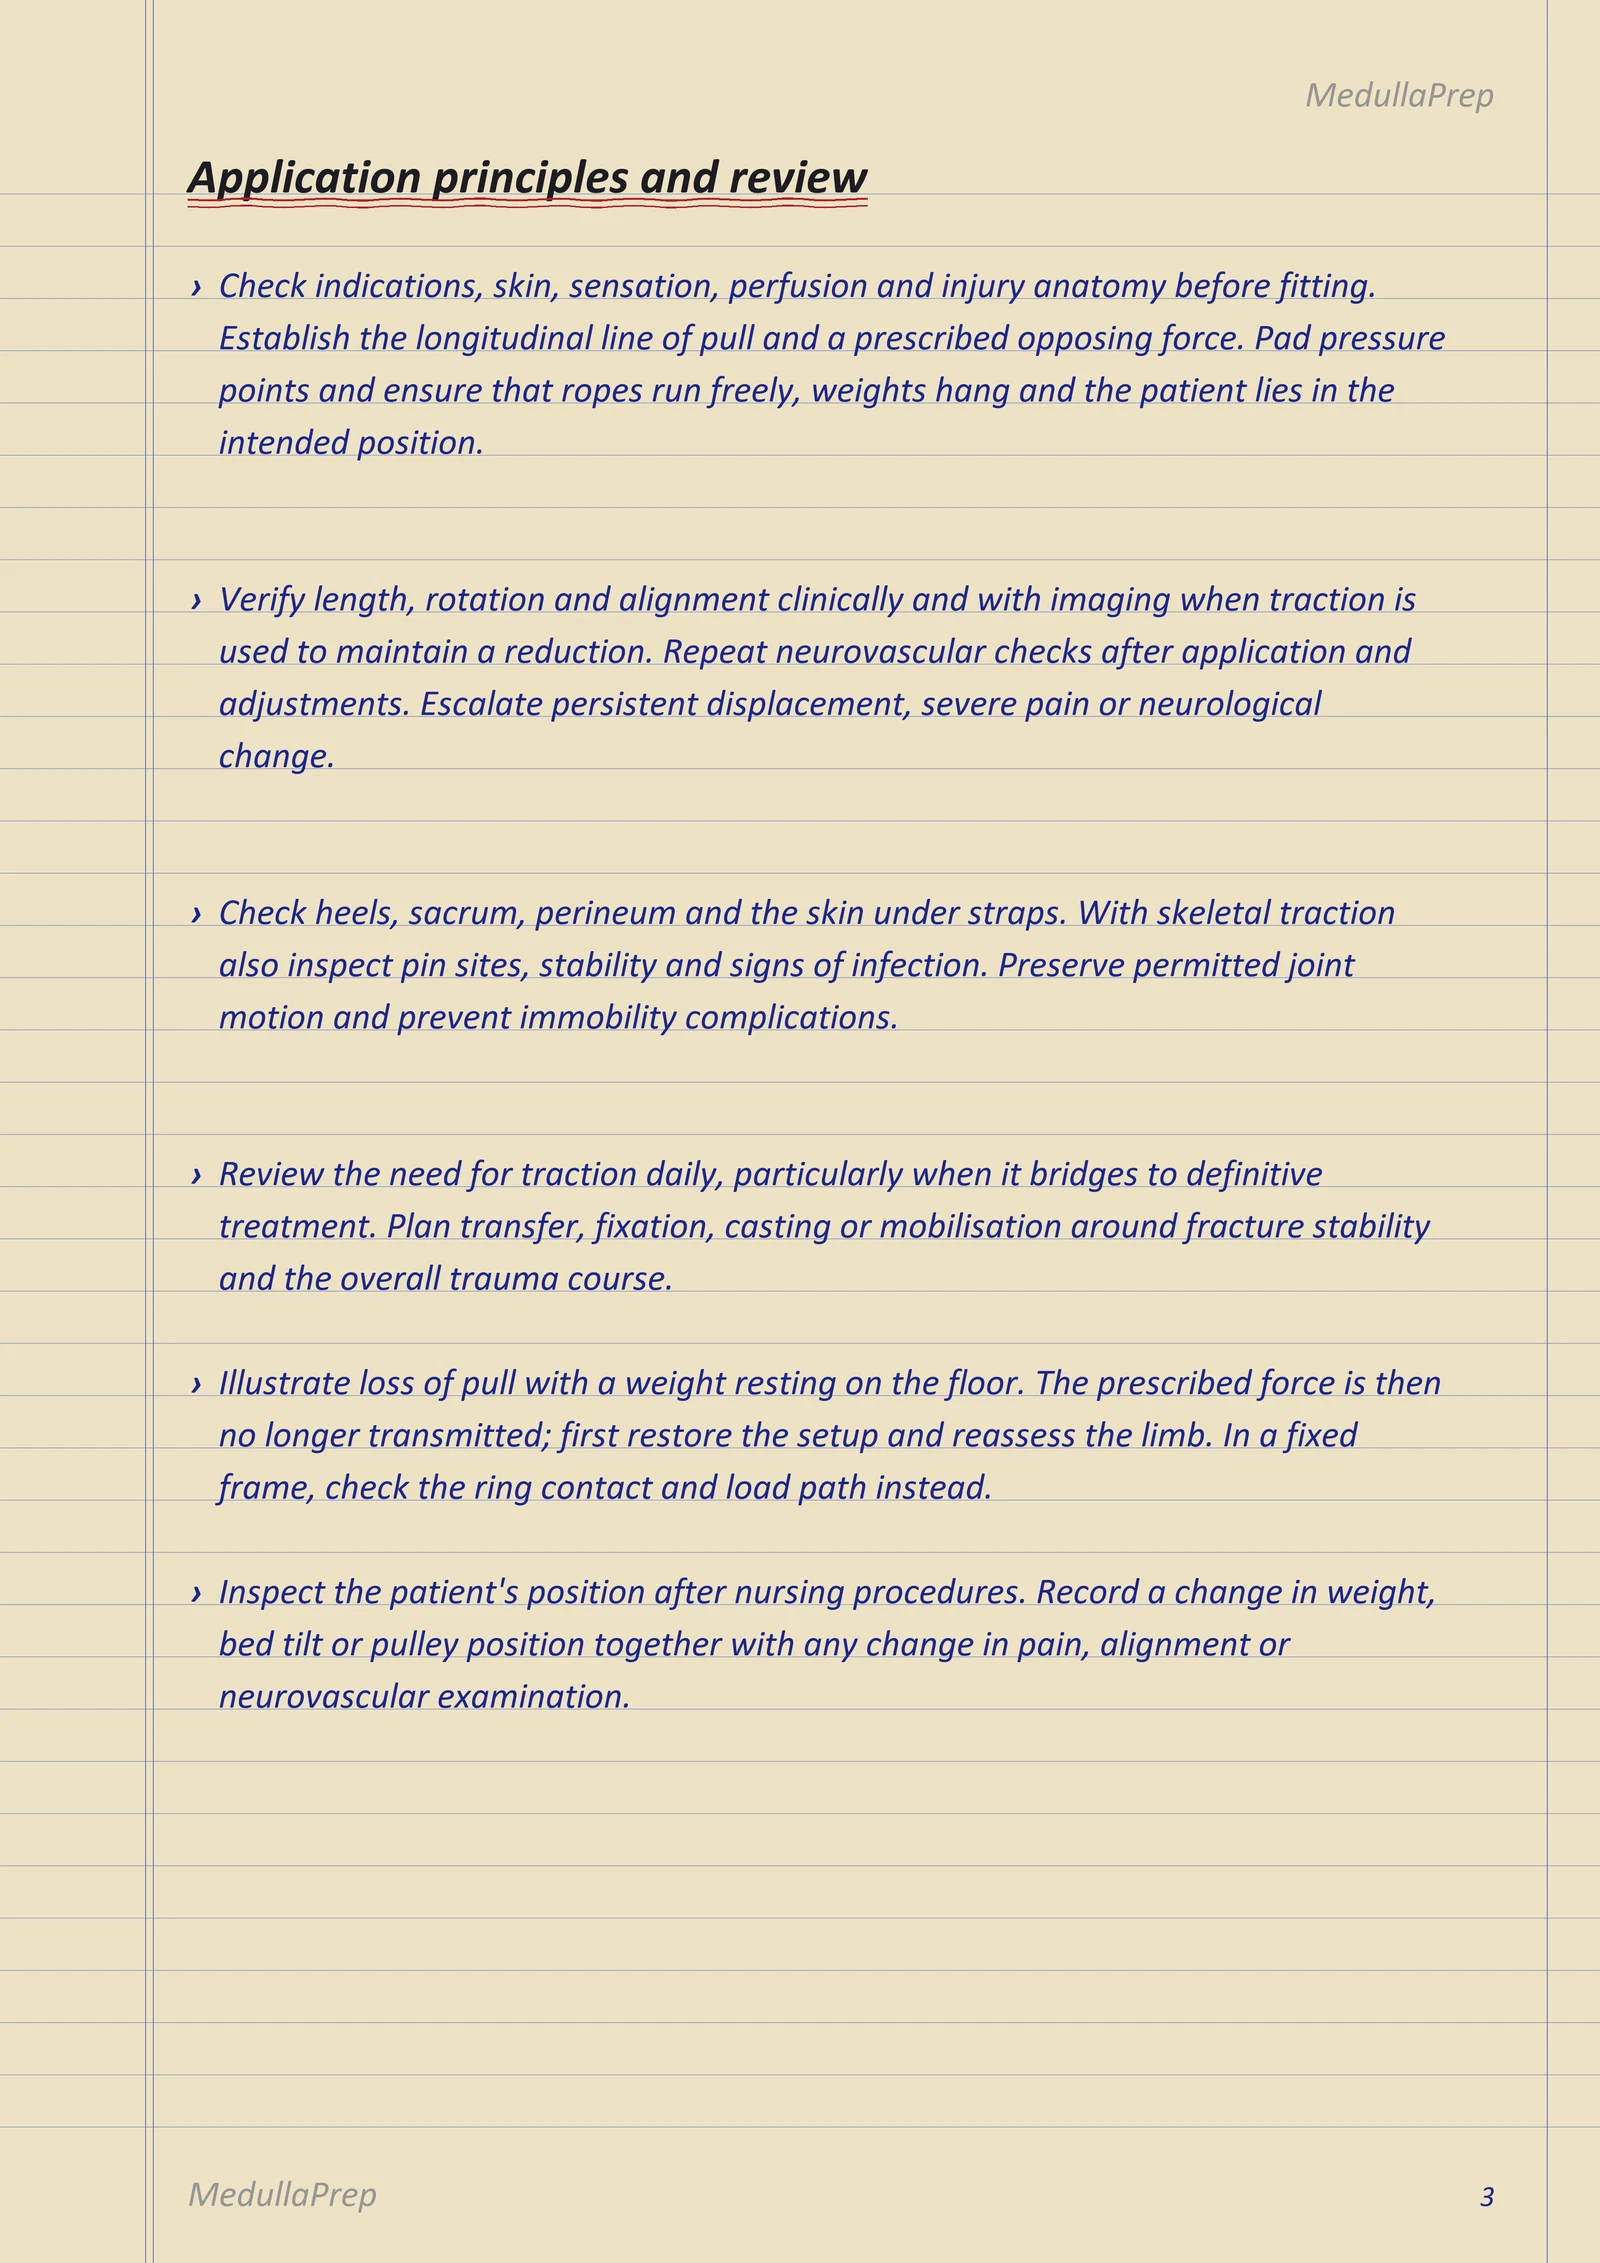 MedullaPrep
Application principles and review
› Check indications, skin, sensation, perfusion and injury anatomy before fitting.
Establish the longitudinal line of pull and a prescribed opposing force. Pad pressure
points and ensure that ropes run freely, weights hang and the patient lies in the
intended position.
› Verify length, rotation and alignment clinically and with imaging when traction is
used to maintain a reduction. Repeat neurovascular checks after application and
adjustments. Escalate persistent displacement, severe pain or neurological
change.
› Check heels, sacrum, perineum and the skin under straps. With skeletal traction
also inspect pin sites, stability and signs of infection. Preserve permitted joint
motion and prevent immobility complications.
› Review the need for traction daily, particularly when it bridges to definitive
treatment. Plan transfer, fixation, casting or mobilisation around fracture stability
and the overall trauma course.
› Illustrate loss of pull with a weight resting on the floor. The prescribed force is then
no longer transmitted; first restore the setup and reassess the limb. In a fixed
frame, check the ring contact and load path instead.
› Inspect the patient's position after nursing procedures. Record a change in weight,
bed tilt or pulley position together with any change in pain, alignment or
neurovascular examination.
MedullaPrep
3